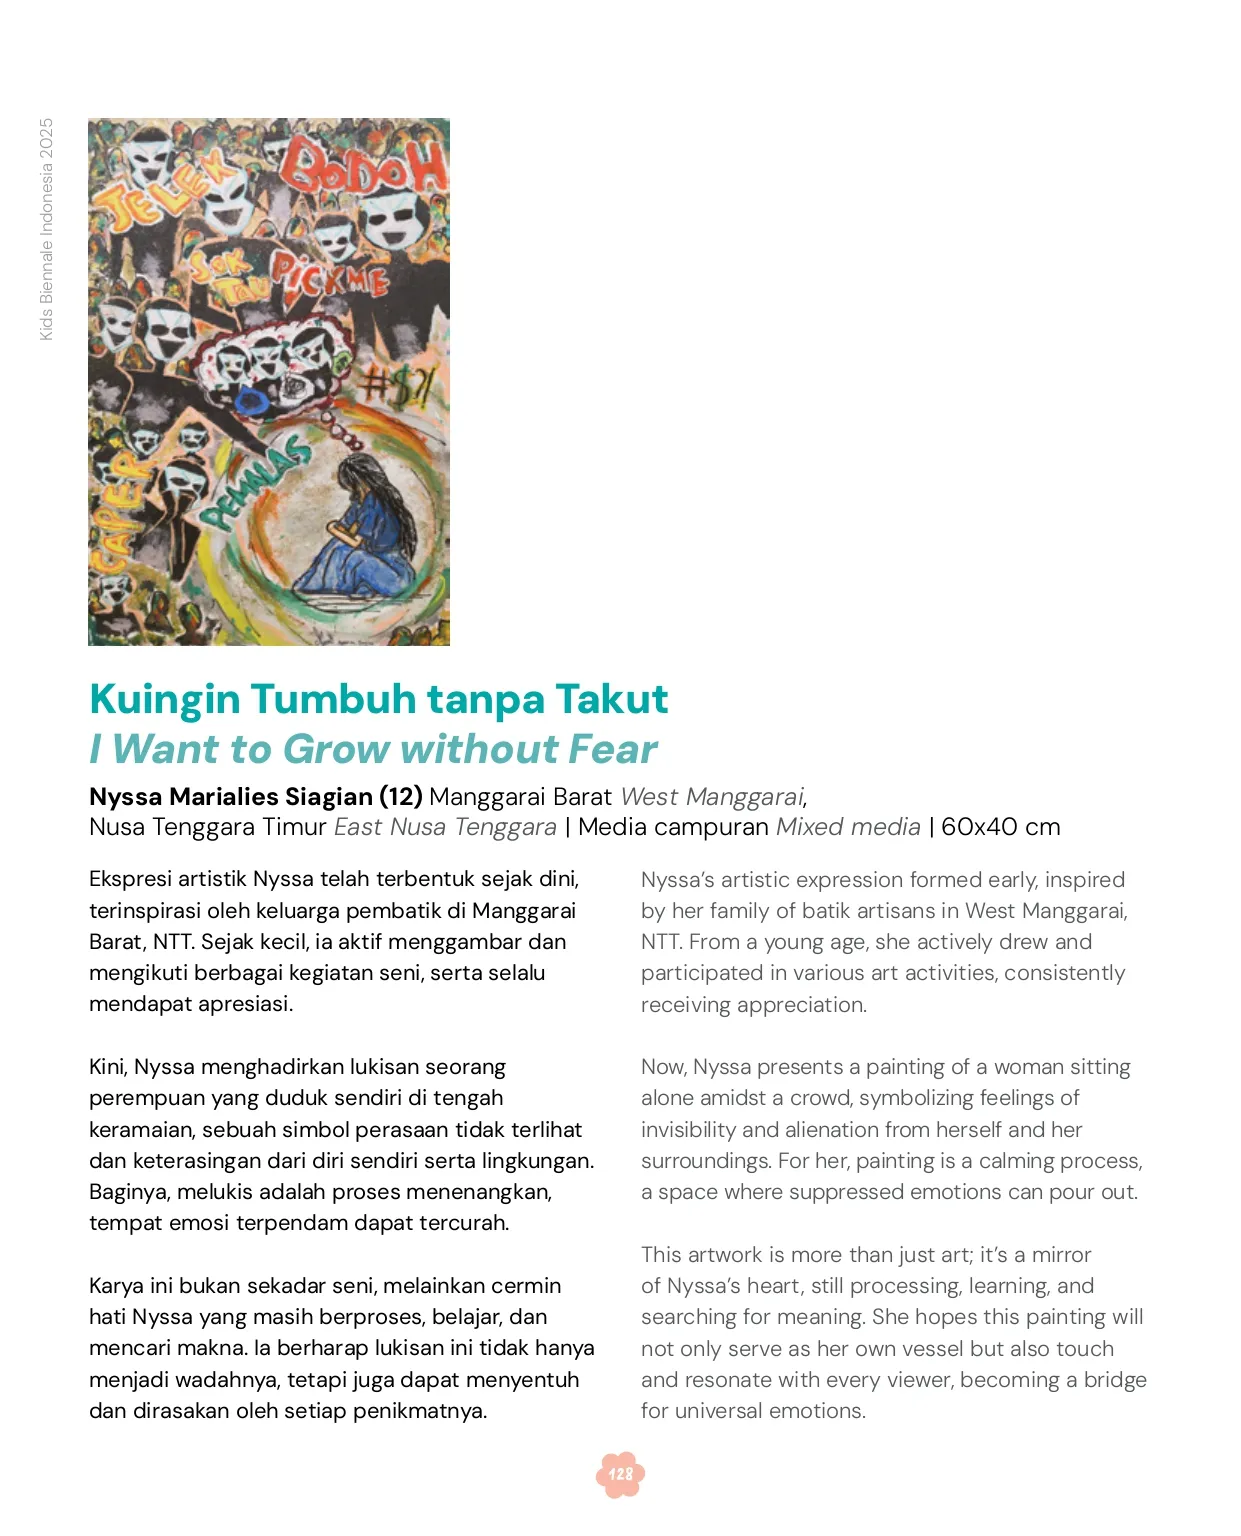 Kids Biennale Indonesia 2025
JELEK
BODOH
SOK
TAU
PICKME
#$?!
PEMALAS
CAPER
Kuingin Tumbuh tanpa Takut
I Want to Grow without Fear
Nyssa Marialies Siagian (12) Manggarai Barat West Manggarai,
Nusa Tenggara Timur East Nusa Tenggara | Media campuran Mixed media | 60x40 cm
Ekspresi artistik Nyssa telah terbentuk sejak dini,
terinspirasi oleh keluarga pembatik di Manggarai
Barat, NTT. Sejak kecil, ia aktif menggambar dan
mengikuti berbagai kegiatan seni, serta selalu
mendapat apresiasi.
Kini, Nyssa menghadirkan lukisan seorang
perempuan yang duduk sendiri di tengah
keramaian, sebuah simbol perasaan tidak terlihat
dan keterasingan dari diri sendiri serta lingkungan.
Baginya, melukis adalah proses menenangkan,
tempat emosi terpendam dapat tercurah.
Karya ini bukan sekadar seni, melainkan cermin
hati Nyssa yang masih berproses, belajar, dan
mencari makna. Ia berharap lukisan ini tidak hanya
menjadi wadahnya, tetapi juga dapat menyentuh
dan dirasakan oleh setiap penikmatnya.
Nyssa’s artistic expression formed early, inspired
by her family of batik artisans in West Manggarai,
NTT. From a young age, she actively drew and
participated in various art activities, consistently
receiving appreciation.
Now, Nyssa presents a painting of a woman sitting
alone amidst a crowd, symbolizing feelings of
invisibility and alienation from herself and her
surroundings. For her, painting is a calming process,
a space where suppressed emotions can pour out.
This artwork is more than just art; it’s a mirror
of Nyssa’s heart, still processing, learning, and
searching for meaning. She hopes this painting will
not only serve as her own vessel but also touch
and resonate with every viewer, becoming a bridge
for universal emotions.
128